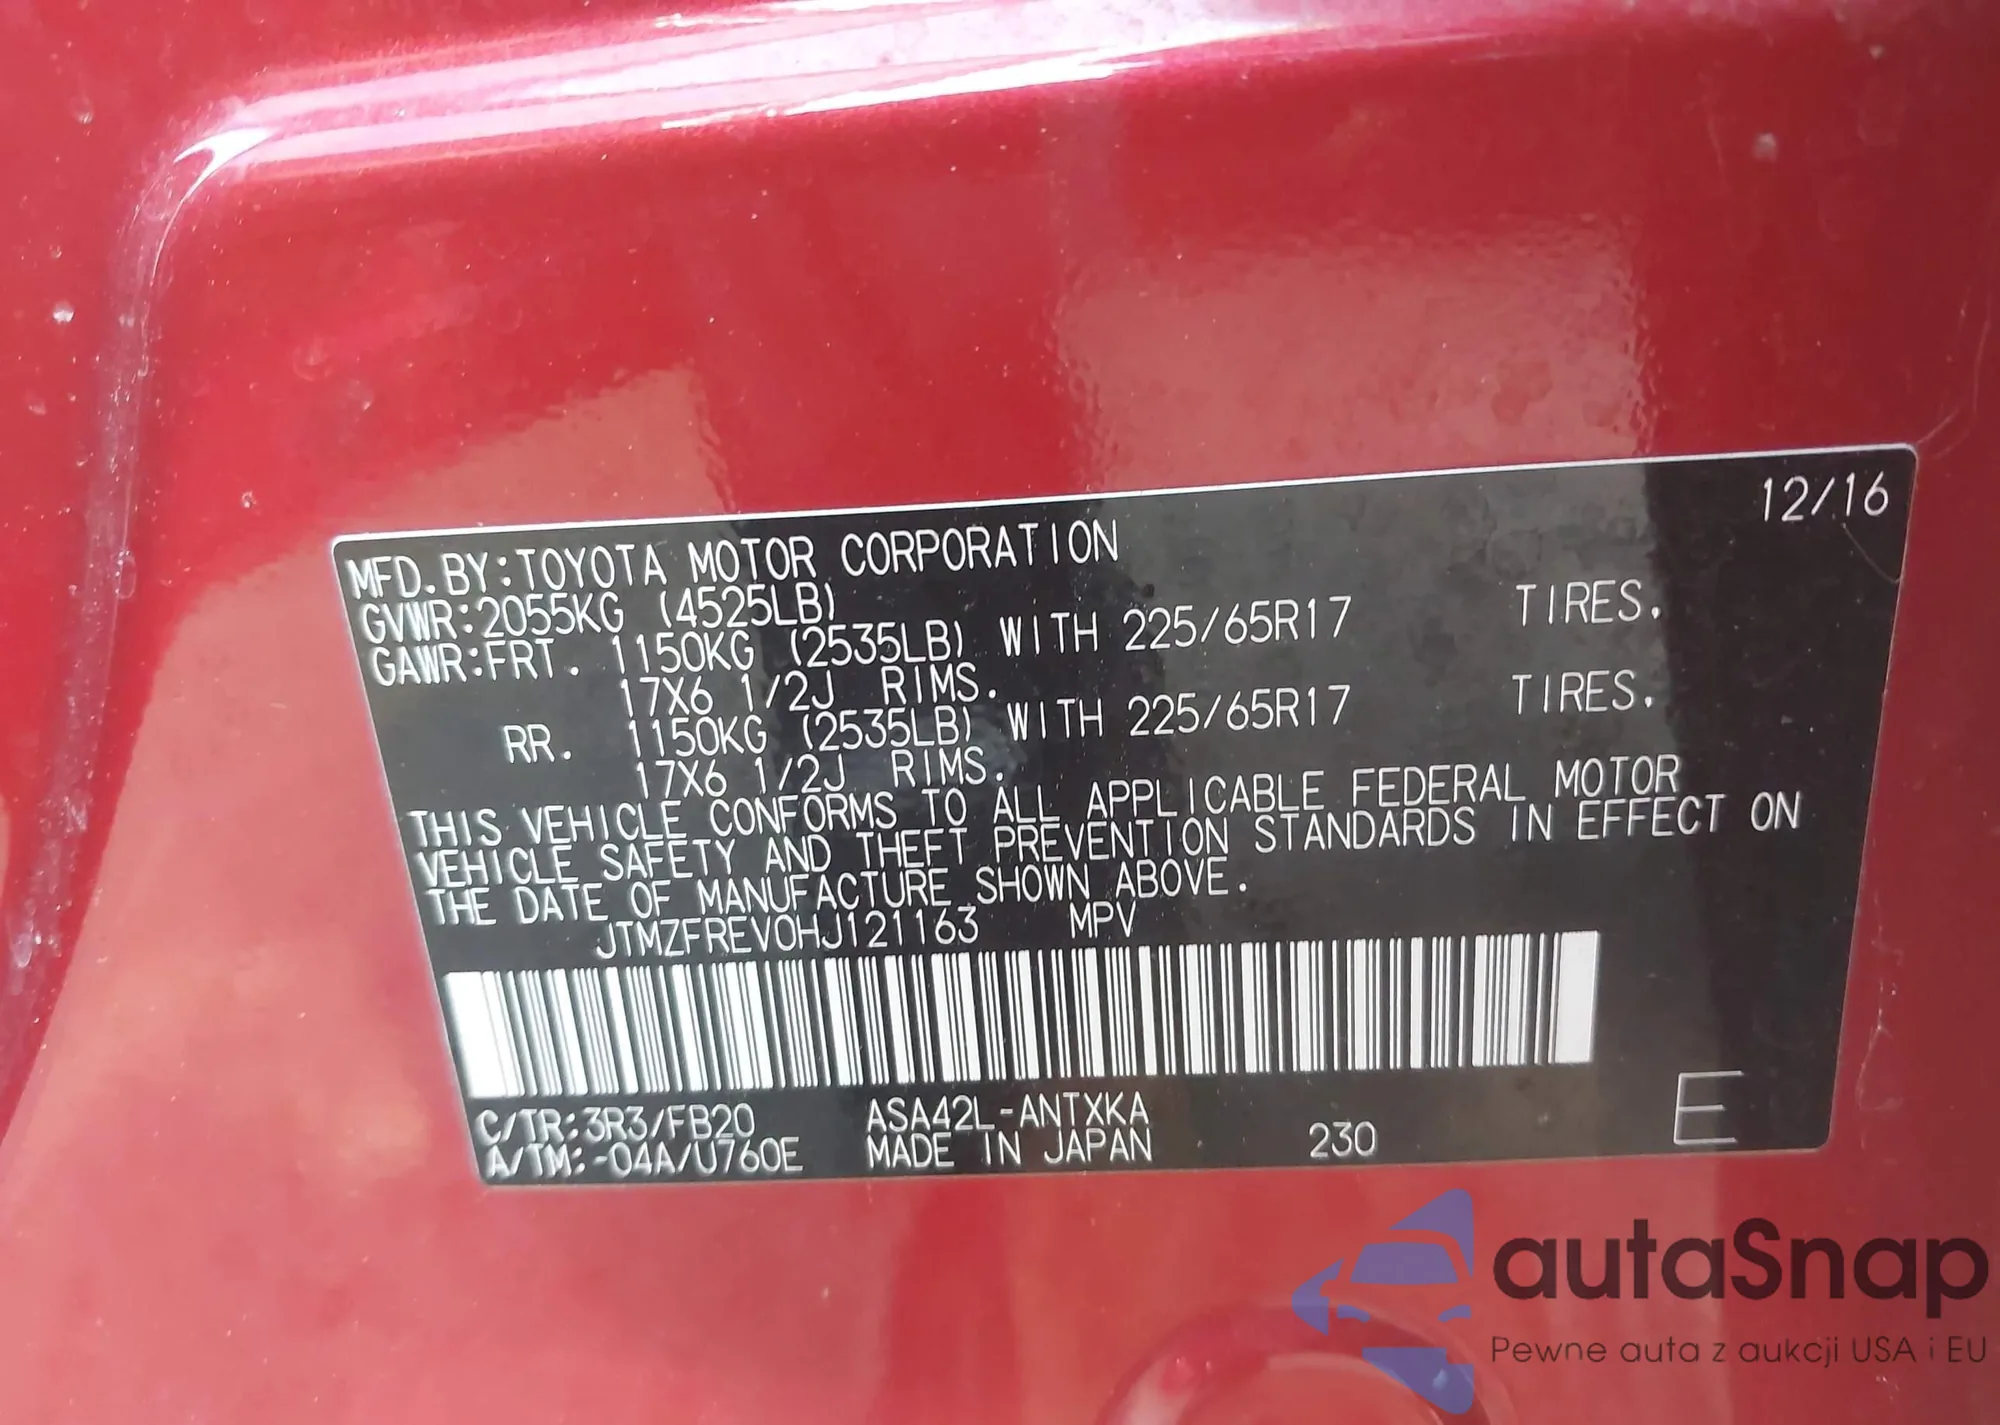 12/16
MFD.BY:TOYOTA MOTOR CORPORATION
GVWR:2055KG (4525LB)
GAWR:FRT. 1150KG (2535LB) WITH 225/65R17 TIRES.
17X6 1/2J RIMS.
RR. 1150KG (2535LB) WITH 225/65R17 TIRES.
17X6 1/2J RIMS.
THIS VEHICLE CONFORMS TO ALL APPLICABLE FEDERAL MOTOR
VEHICLE SAFETY AND THEFT PREVENTION STANDARDS IN EFFECT ON
THE DATE OF MANUFACTURE SHOWN ABOVE.
JTMZFREV0HJ121163 MPV
C/TR:3R3/FB20 ASA42L-ANTXKA
A/TM:-04A/U760E MADE IN JAPAN 230 E
autaSnap
Pewne auta z aukcji USA i EU